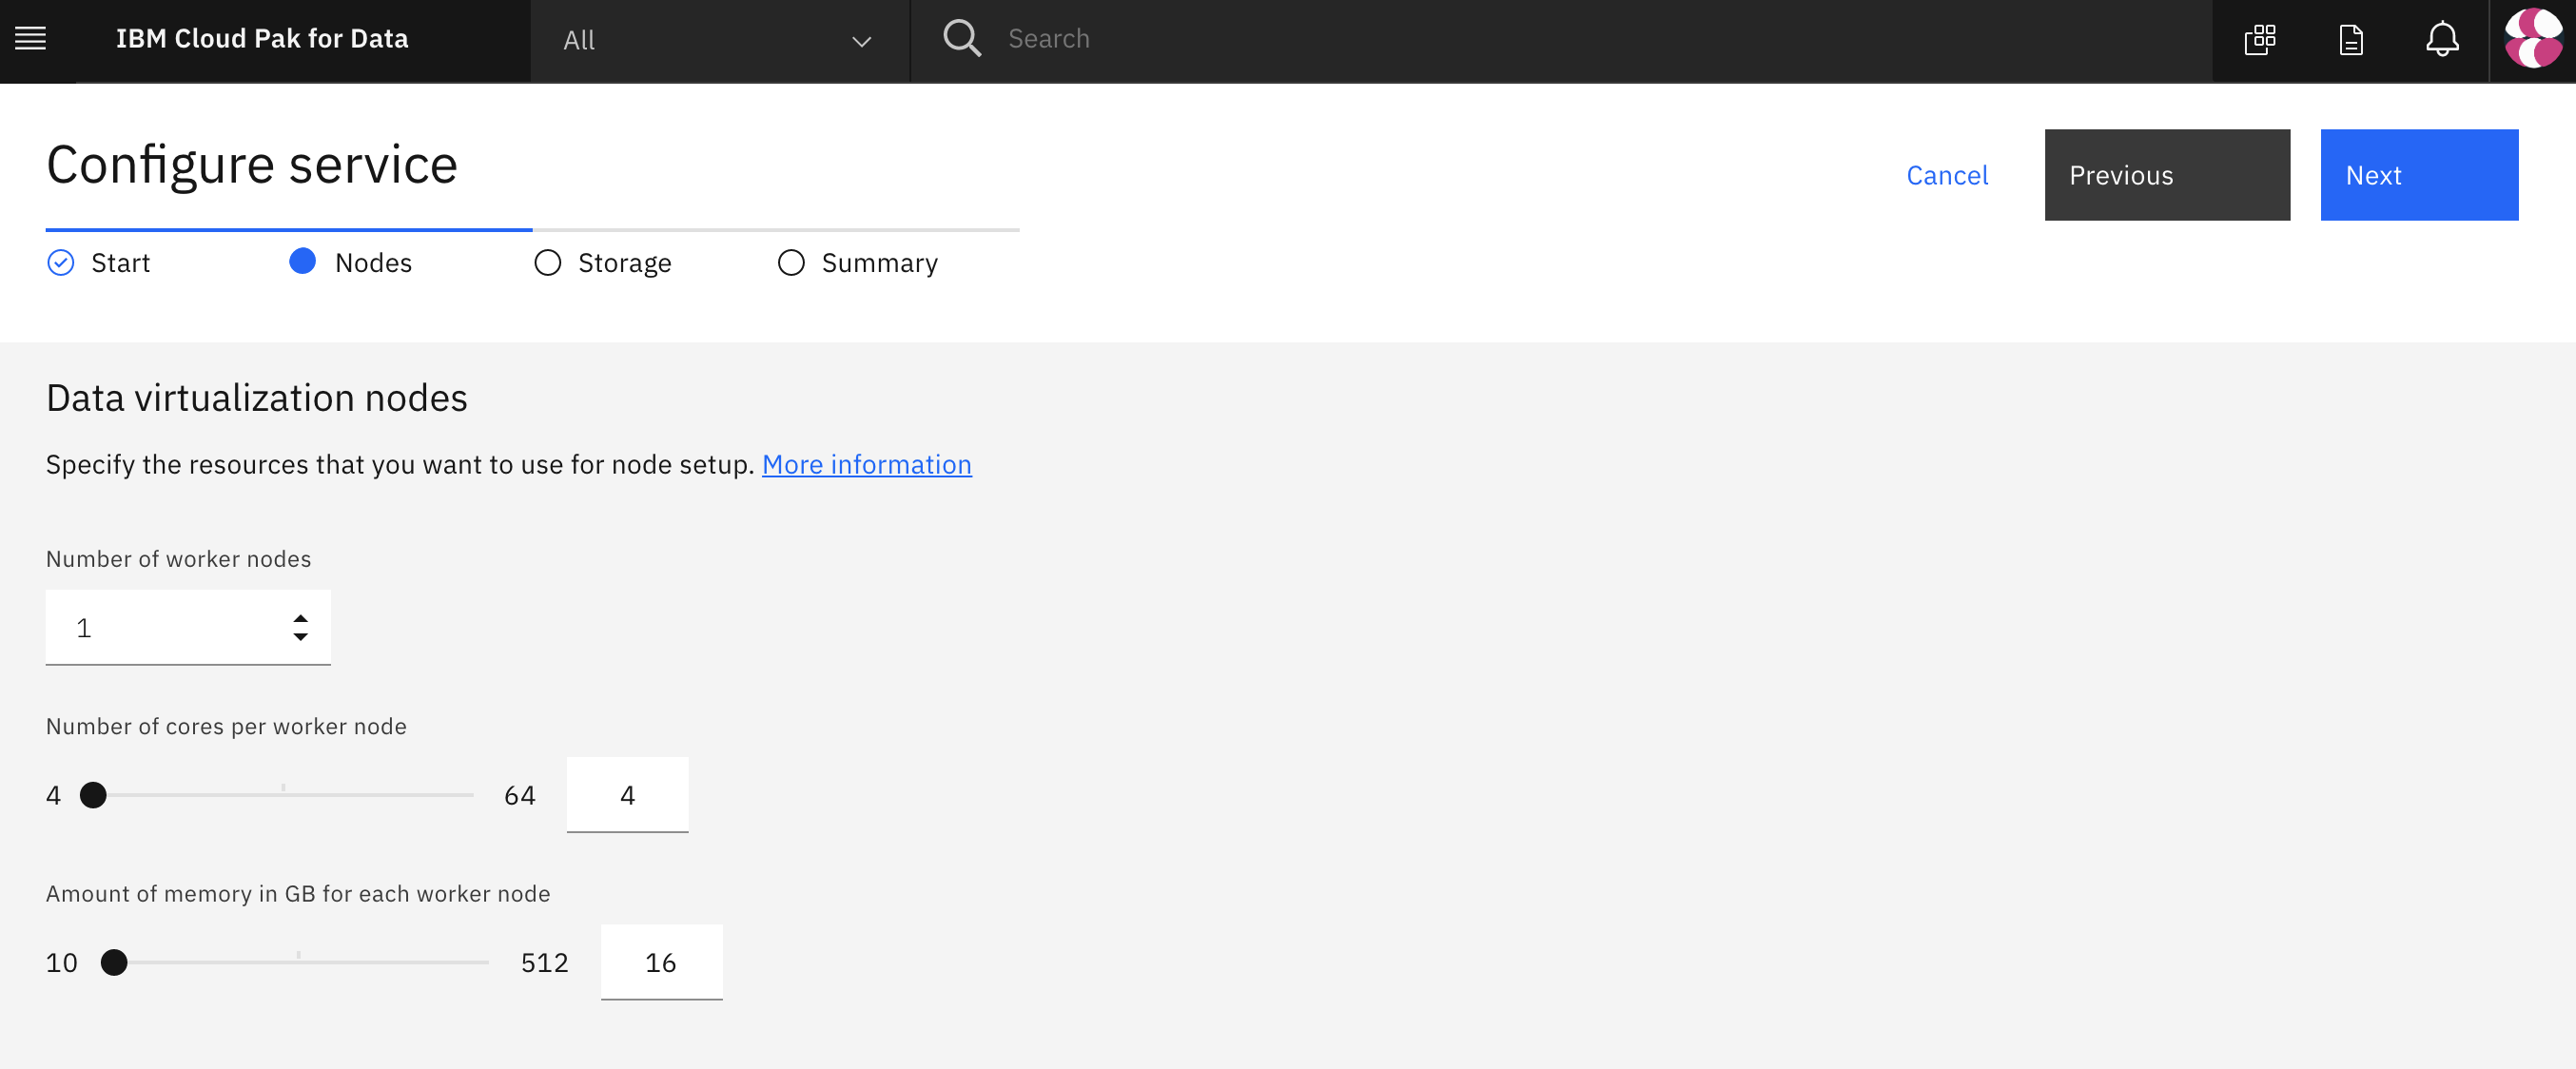 IBM Cloud Pak for Data
All
Search
Configure service
Cancel
Previous
Next
Start
Nodes
Storage
Summary
Data virtualization nodes
Specify the resources that you want to use for node setup. More information
Number of worker nodes
1
Number of cores per worker node
4 64 4
Amount of memory in GB for each worker node
10 512 16